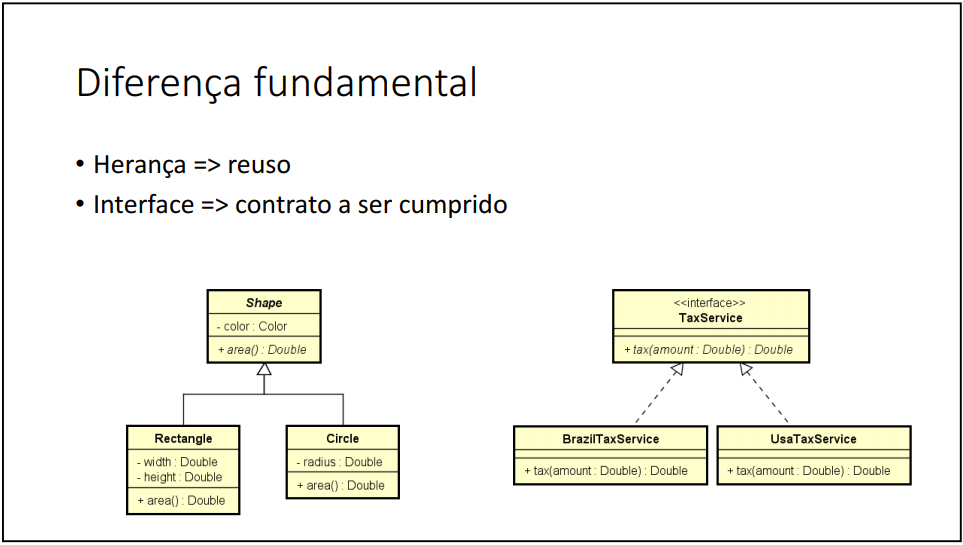 Diferença fundamental
• Herança => reuso
• Interface => contrato a ser cumprido
Shape
- color : Color
+ area() : Double
Rectangle
- width : Double
- height : Double
+ area() : Double
Circle
- radius : Double
+ area() : Double
<<interface>>
TaxService
+ tax(amount : Double) : Double
BrazilTaxService
+ tax(amount : Double) : Double
UsaTaxService
+ tax(amount : Double) : Double